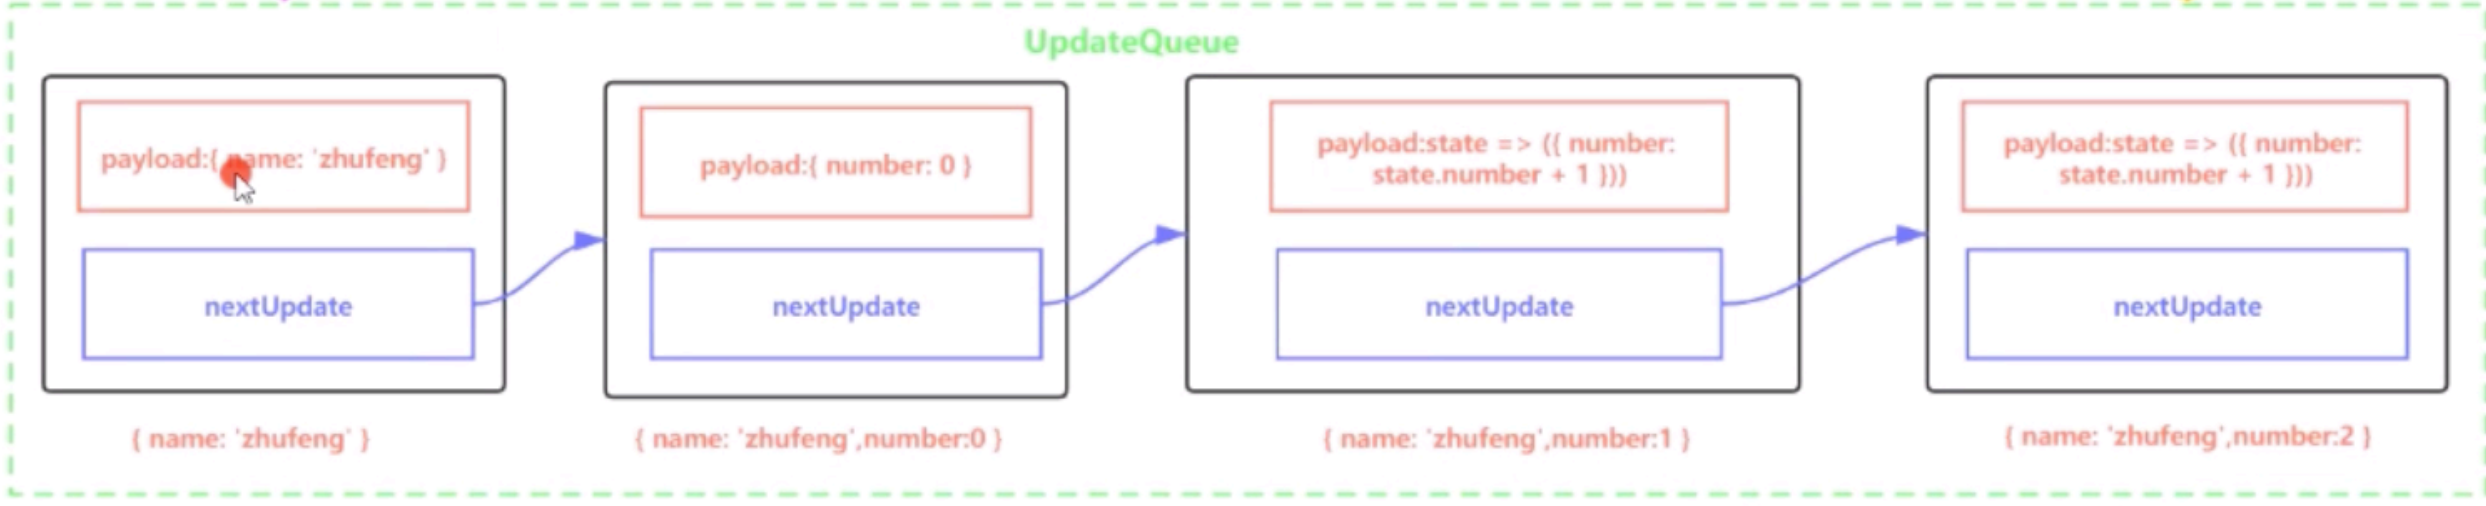 UpdateQueue
payload:{ name: 'zhufeng' }
nextUpdate
{ name: 'zhufeng' }
payload:{ number: 0 }
nextUpdate
{ name: 'zhufeng',number:0 }
payload:state => ({ number:
state.number + 1 }))
nextUpdate
{ name: 'zhufeng',number:1 }
payload:state => ({ number:
state.number + 1 }))
nextUpdate
{ name: 'zhufeng',number:2 }